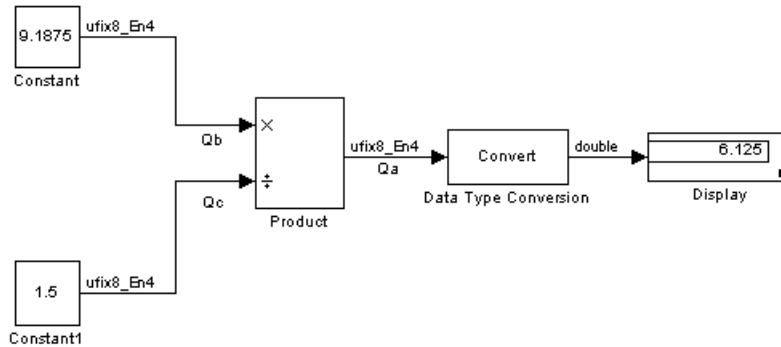 9.1875
ufix8_En4
Constant
Qb
×
÷
Qc
Product
ufix8_En4
Qa
Convert
Data Type Conversion
double
6.125
Display
1.5
ufix8_En4
Constant1